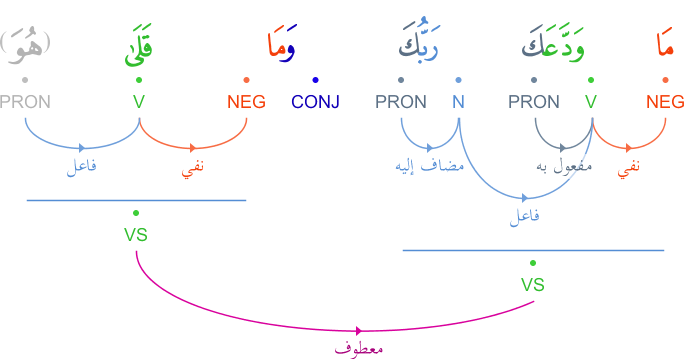 مَا وَدَّعَكَ رَبُّكَ وَمَا قَلَىٰ (هُوَ)
PRON V NEG CONJ PRON N PRON V NEG
فاعل نفي مضاف إليه مفعول به نفي
فاعل
VS
VS
معطوف